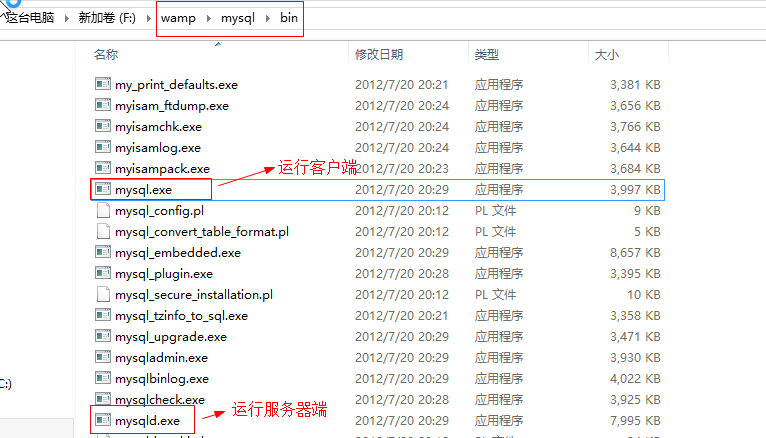 这台电脑 新加卷 (F:) wamp mysql bin
名称 修改日期 类型 大小
my_print_defaults.exe 2012/7/20 20:21 应用程序 3,381 KB
myisam_ftdump.exe 2012/7/20 20:24 应用程序 3,656 KB
myisamchk.exe 2012/7/20 20:24 应用程序 3,766 KB
myisamlog.exe 2012/7/20 20:24 应用程序 3,644 KB
myisampack.exe 2012/7/20 20:23 应用程序 3,684 KB
运行客户端
mysql.exe 2012/7/20 20:29 应用程序 3,997 KB
mysql_config.pl 2012/7/20 20:12 PL 文件 9 KB
mysql_convert_table_format.pl 2012/7/20 20:12 PL 文件 5 KB
mysql_embedded.exe 2012/7/20 20:29 应用程序 8,657 KB
mysql_plugin.exe 2012/7/20 20:28 应用程序 3,395 KB
mysql_secure_installation.pl 2012/7/20 20:12 PL 文件 10 KB
mysql_tzinfo_to_sql.exe 2012/7/20 20:21 应用程序 3,358 KB
mysql_upgrade.exe 2012/7/20 20:29 应用程序 3,471 KB
mysqladmin.exe 2012/7/20 20:29 应用程序 3,930 KB
C:) mysqlbinlog.exe 2012/7/20 20:29 应用程序 4,022 KB
mysqlcheck.exe 2012/7/20 20:29 应用程序 3,925 KB
运行服务器端
mysqld.exe 2012/7/20 20:29 应用程序 7,995 KB